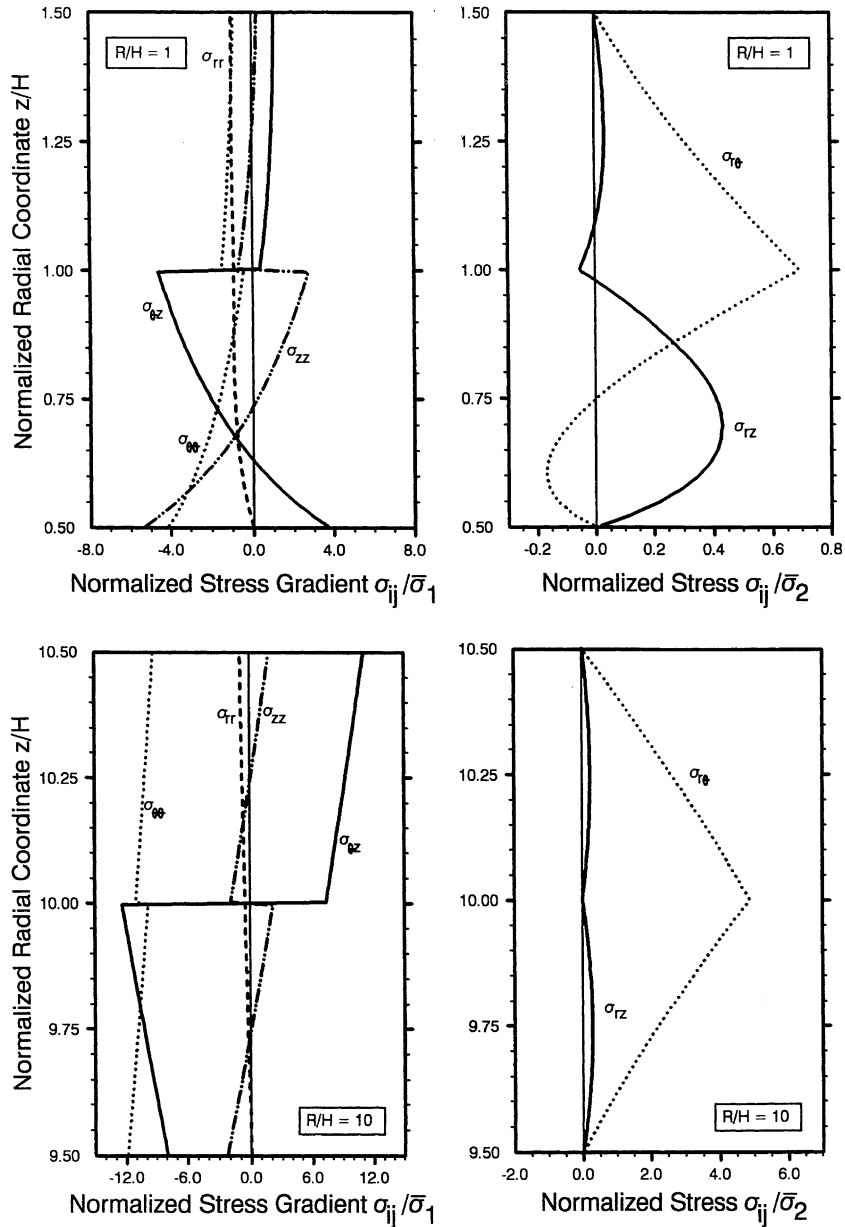 R/H = 1
σrr
σθz
σzz
σθθ
1.50
1.25
1.00
0.75
0.50
-8.0 -4.0 0.0 4.0 8.0
Normalized Radial Coordinate z/H
Normalized Stress Gradient σij/σ̄1
R/H = 1
σrθ
σrz
1.50
1.25
1.00
0.75
0.50
-0.2 0.0 0.2 0.4 0.6 0.8
Normalized Stress σij/σ̄2
10.50
10.25
10.00
9.75
9.50
σrr
σzz
σθθ
σθz
R/H = 10
-12.0 -6.0 0.0 6.0 12.0
Normalized Radial Coordinate z/H
Normalized Stress Gradient σij/σ̄1
10.50
10.25
10.00
9.75
9.50
σrθ
σrz
R/H = 10
-2.0 0.0 2.0 4.0 6.0
Normalized Stress σij/σ̄2